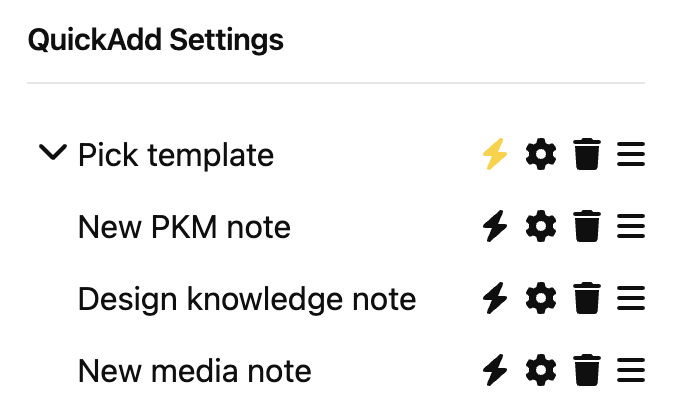 QuickAdd Settings
Pick template
New PKM note
Design knowledge note
New media note